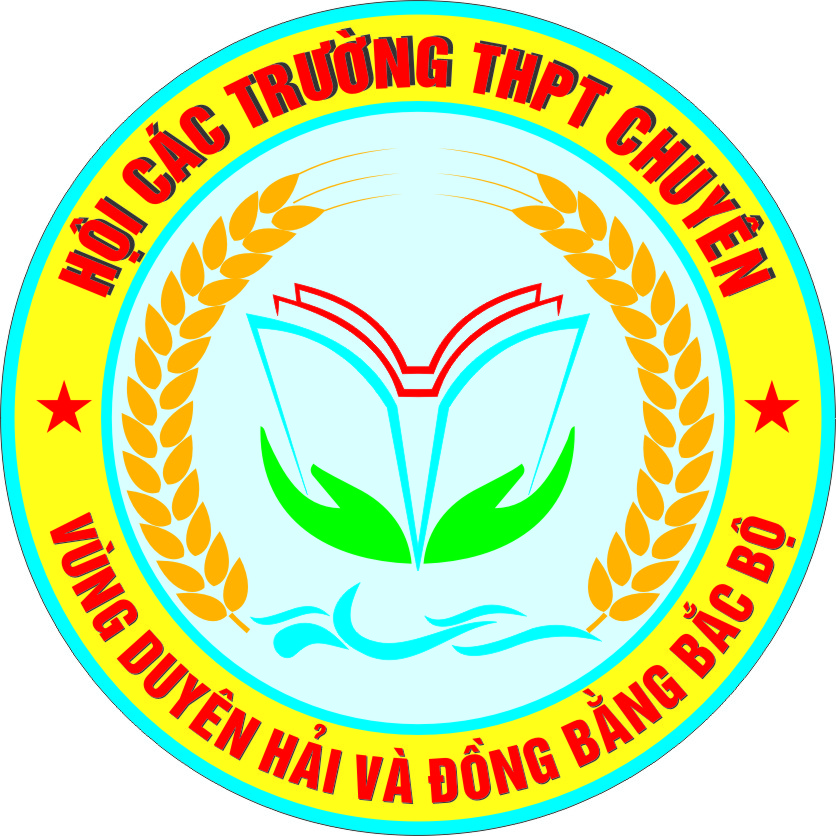 HỘI CÁC TRƯỜNG THPT CHUYÊN
VÙNG DUYÊN HẢI VÀ ĐỒNG BẰNG BẮC BỘ